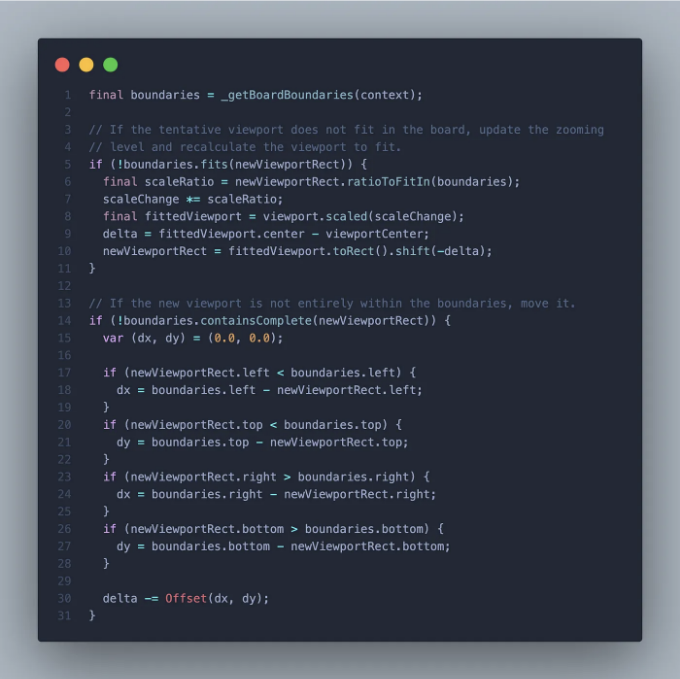 1 final boundaries = _getBoardBoundaries(context);
2
3 // If the tentative viewport does not fit in the board, update the zooming
4 // level and recalculate the viewport to fit.
5 if (!boundaries.fits(newViewportRect)) {
6   final scaleRatio = newViewportRect.ratioToFitIn(boundaries);
7   scaleChange *= scaleRatio;
8   final fittedViewport = viewport.scaled(scaleChange);
9   delta = fittedViewport.center - viewportCenter;
10   newViewportRect = fittedViewport.toRect().shift(-delta);
11 }
12
13 // If the new viewport is not entirely within the boundaries, move it.
14 if (!boundaries.containsComplete(newViewportRect)) {
15   var (dx, dy) = (0.0, 0.0);
16
17   if (newViewportRect.left < boundaries.left) {
18     dx = boundaries.left - newViewportRect.left;
19   }
20   if (newViewportRect.top < boundaries.top) {
21     dy = boundaries.top - newViewportRect.top;
22   }
23   if (newViewportRect.right > boundaries.right) {
24     dx = boundaries.right - newViewportRect.right;
25   }
26   if (newViewportRect.bottom > boundaries.bottom) {
27     dy = boundaries.bottom - newViewportRect.bottom;
28   }
29
30   delta -= Offset(dx, dy);
31 }